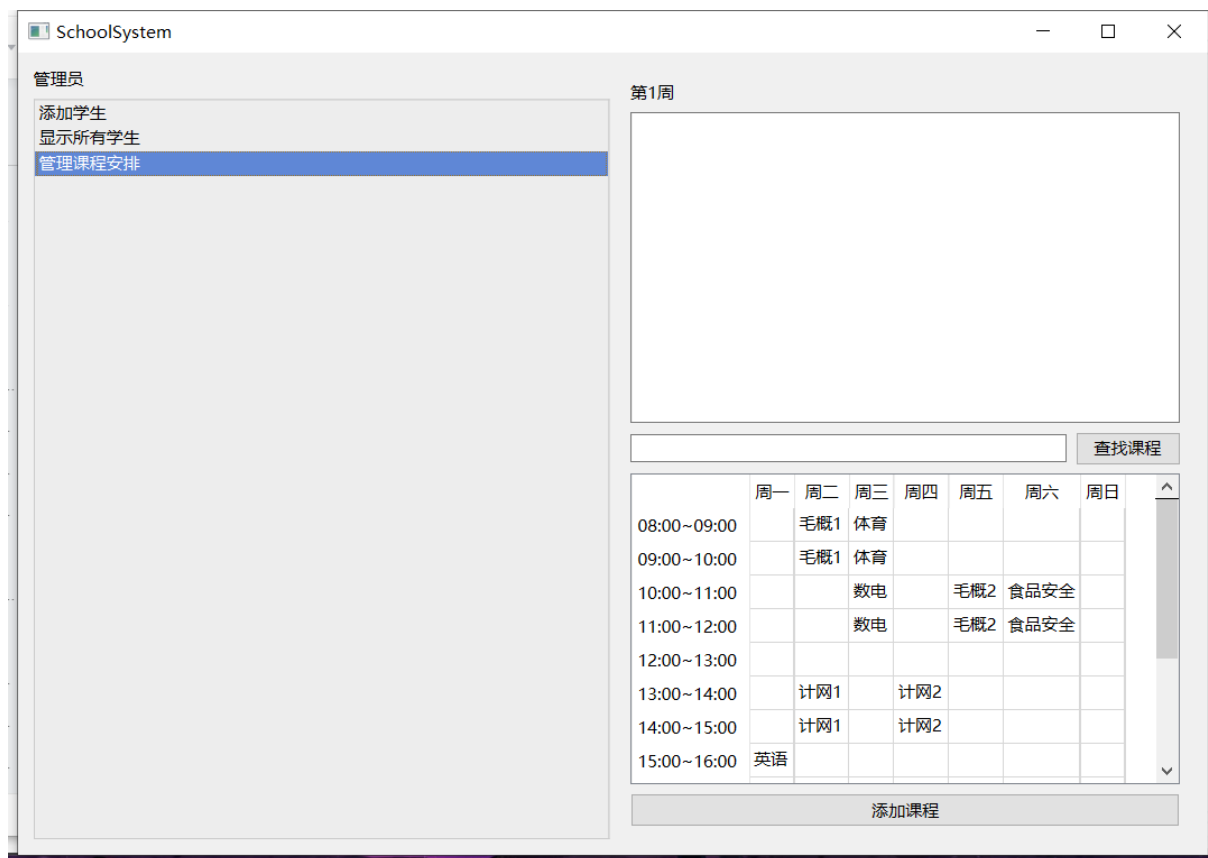 SchoolSystem
管理员
添加学生
显示所有学生
管理课程安排
第1周
查找课程
周一 周二 周三 周四 周五 周六 周日
08:00~09:00 毛概1 体育
09:00~10:00 毛概1 体育
10:00~11:00 数电 毛概2 食品安全
11:00~12:00 数电 毛概2 食品安全
12:00~13:00
13:00~14:00 计网1 计网2
14:00~15:00 计网1 计网2
15:00~16:00 英语
添加课程